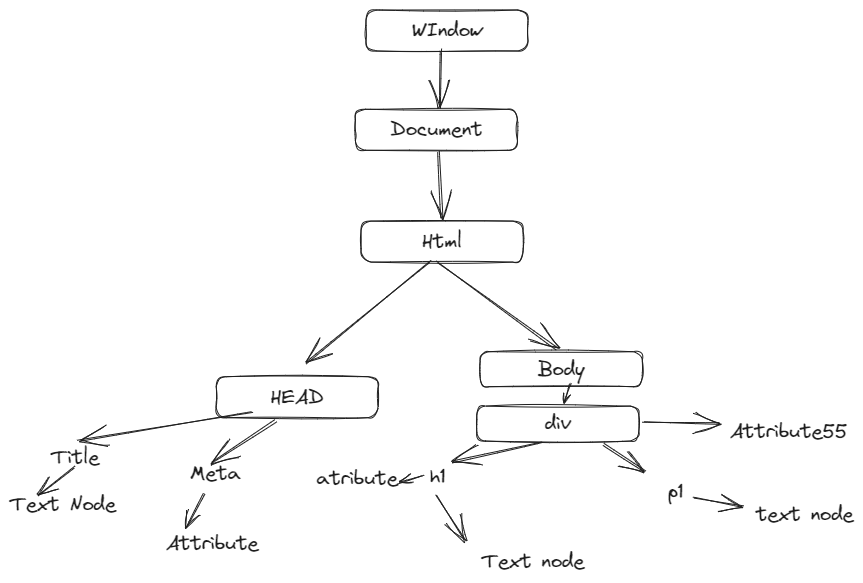 WIndow
Document
Html
Body
HEAD
div
Attribute55
Title
Meta
atribute
h1
p1
Text Node
text node
Attribute
Text node